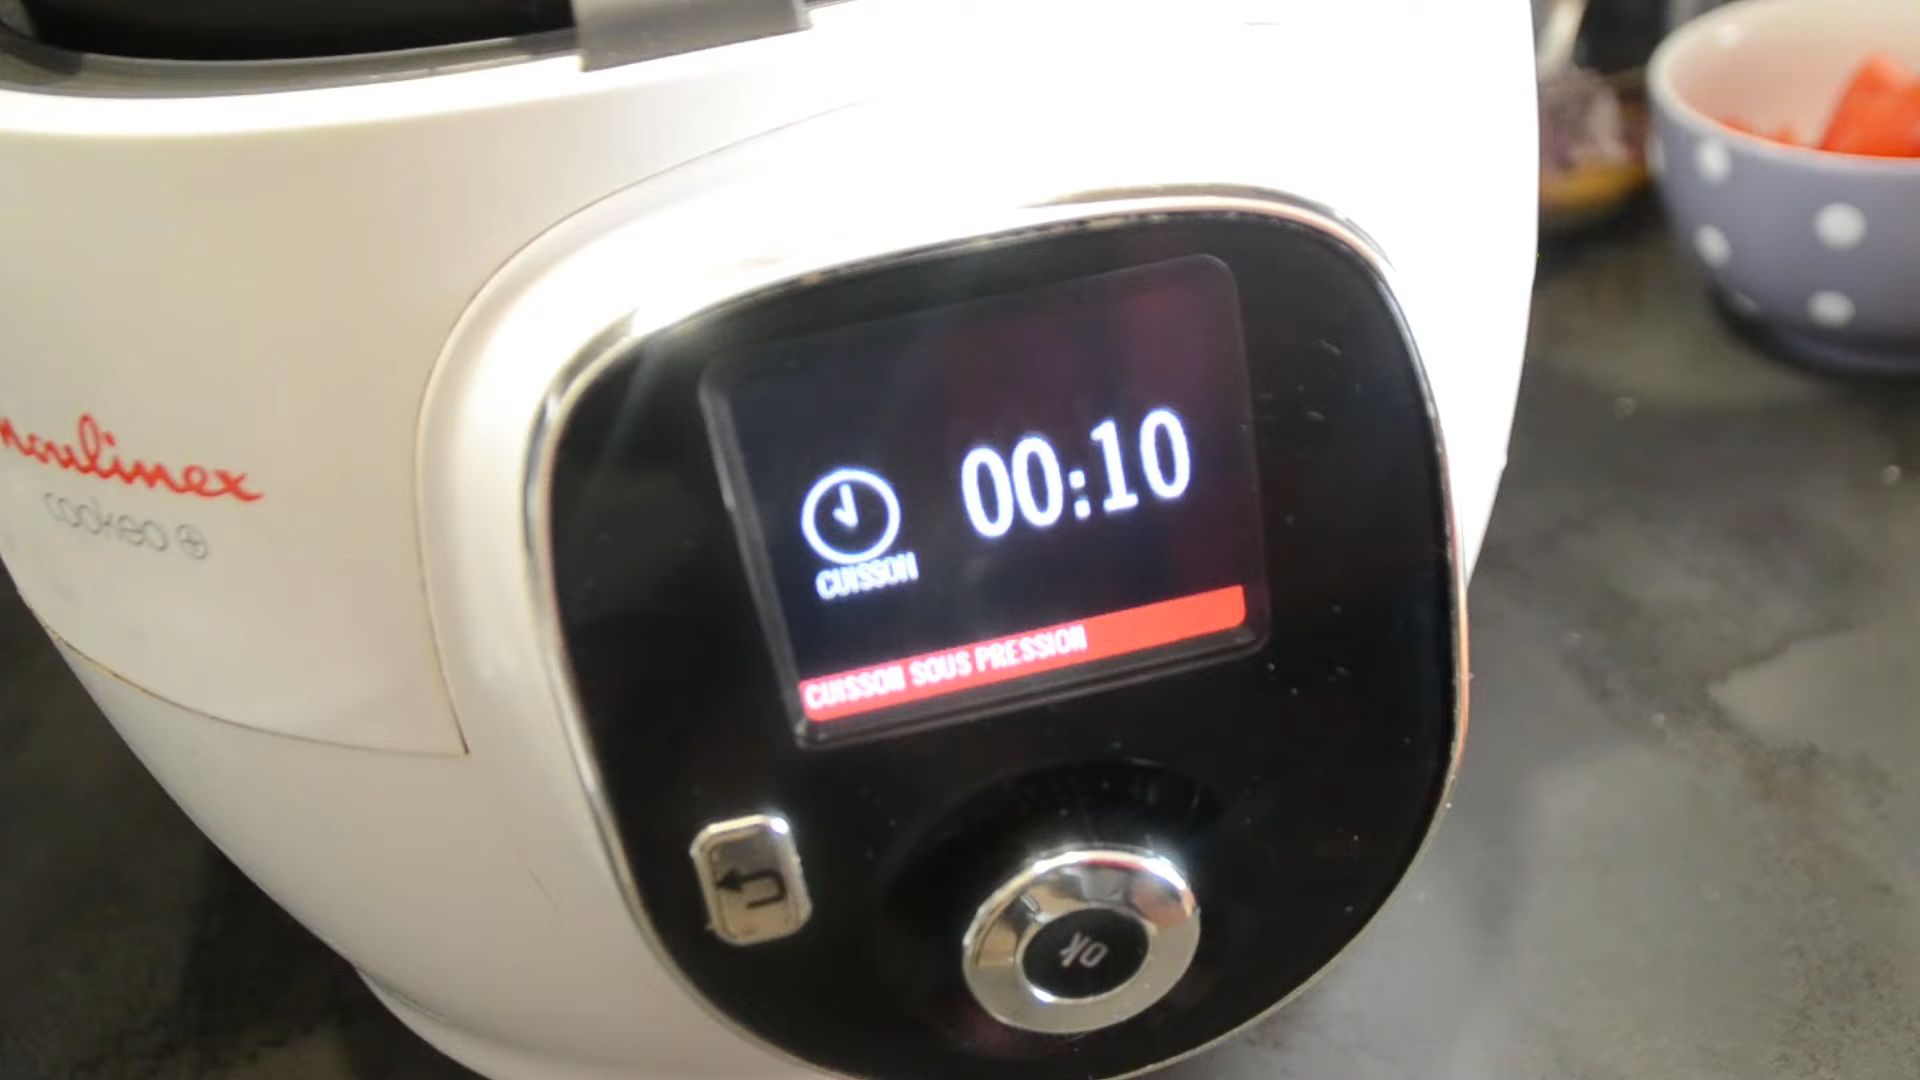 moulinex
cookeo +
00:10
CUISSON
CUISSON SOUS PRESSION
OK